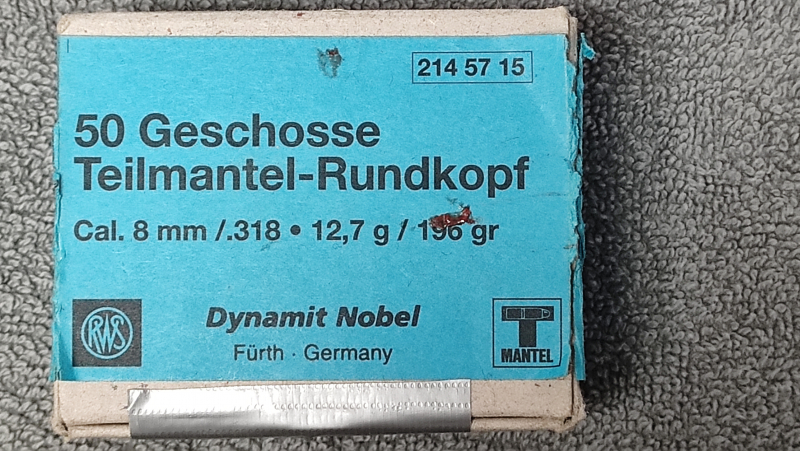 214 57 15
50 Geschosse
Teilmantel-Rundkopf
Cal. 8 mm /.318 • 12,7 g / 196 gr
RWS
Dynamit Nobel
Fürth · Germany
T
MANTEL